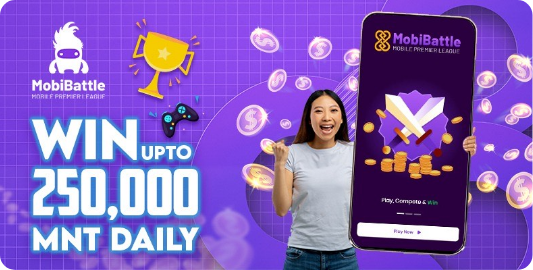 MobiBattle
MOBILE PREMIER LEAGUE
WIN UPTO
250,000
MNT DAILY
MobiBattle
MOBILE PREMIER LEAGUE
Play, Compete & Win
Play Now